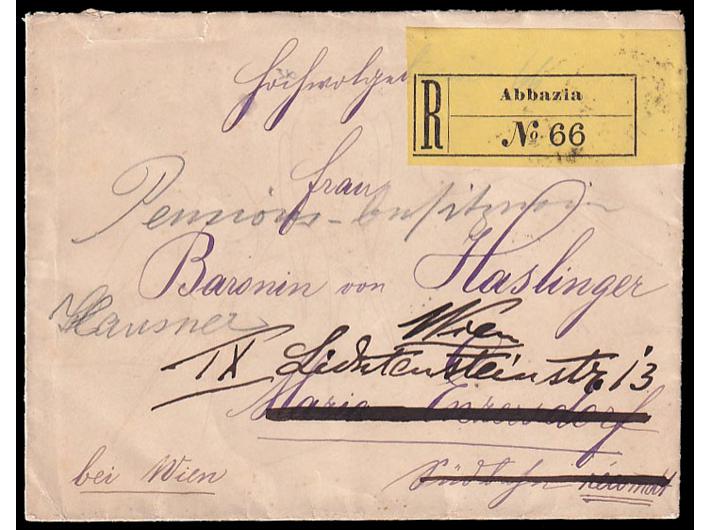 Hochwolgeb
R
Abbazia
No 66
Frau
Pensions-besitzerin
Baronin von Haslinger
Hausner
Wien
IX Lichtensteinstr. 13
Maria Enzersdorf
bei Wien
Südbahn